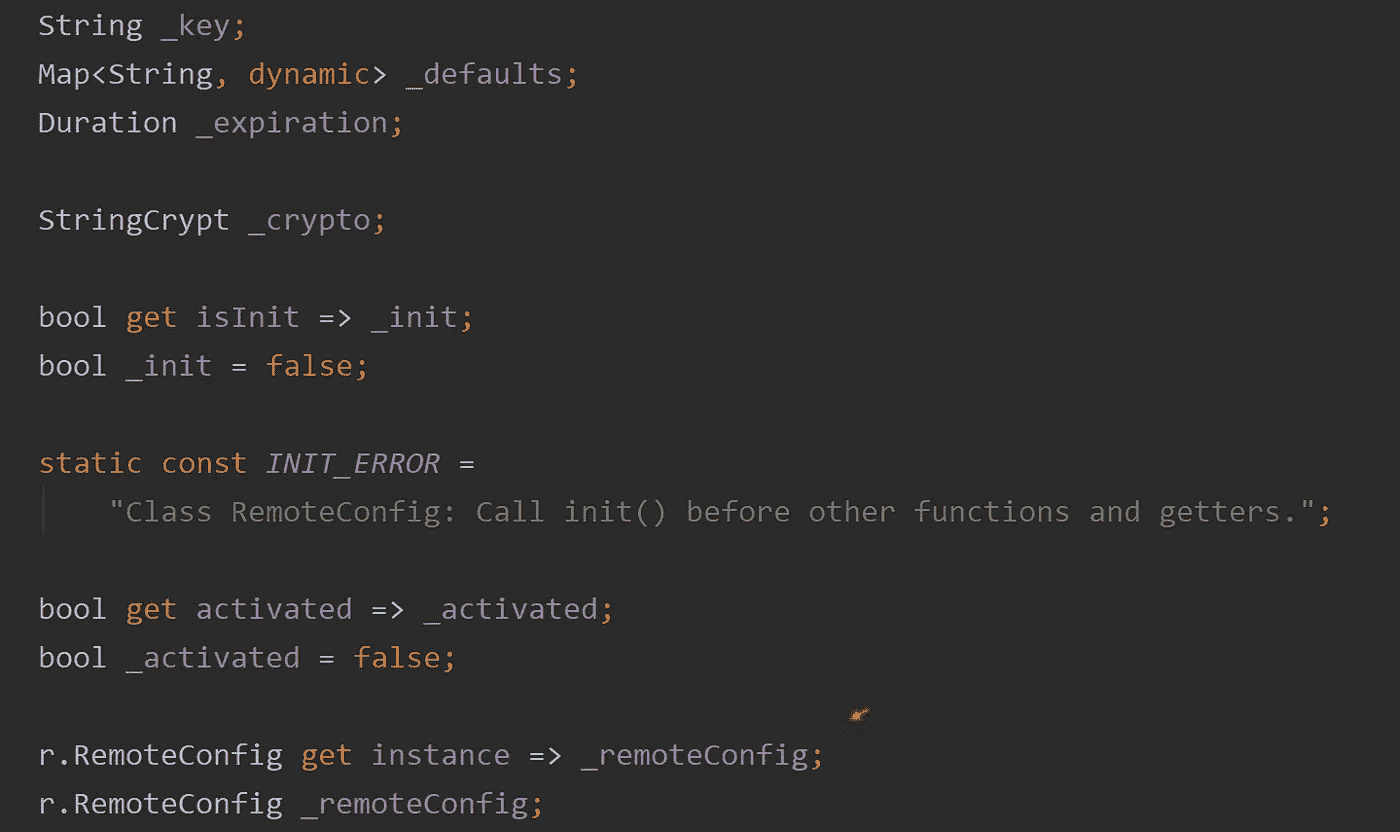 String _key;
Map<String, dynamic> _defaults;
Duration _expiration;
StringCrypt _crypto;
bool get isInit => _init;
bool _init = false;
static const INIT_ERROR =
"Class RemoteConfig: Call init() before other functions and getters.";
bool get activated => _activated;
bool _activated = false;
r.RemoteConfig get instance => _remoteConfig;
r.RemoteConfig _remoteConfig;